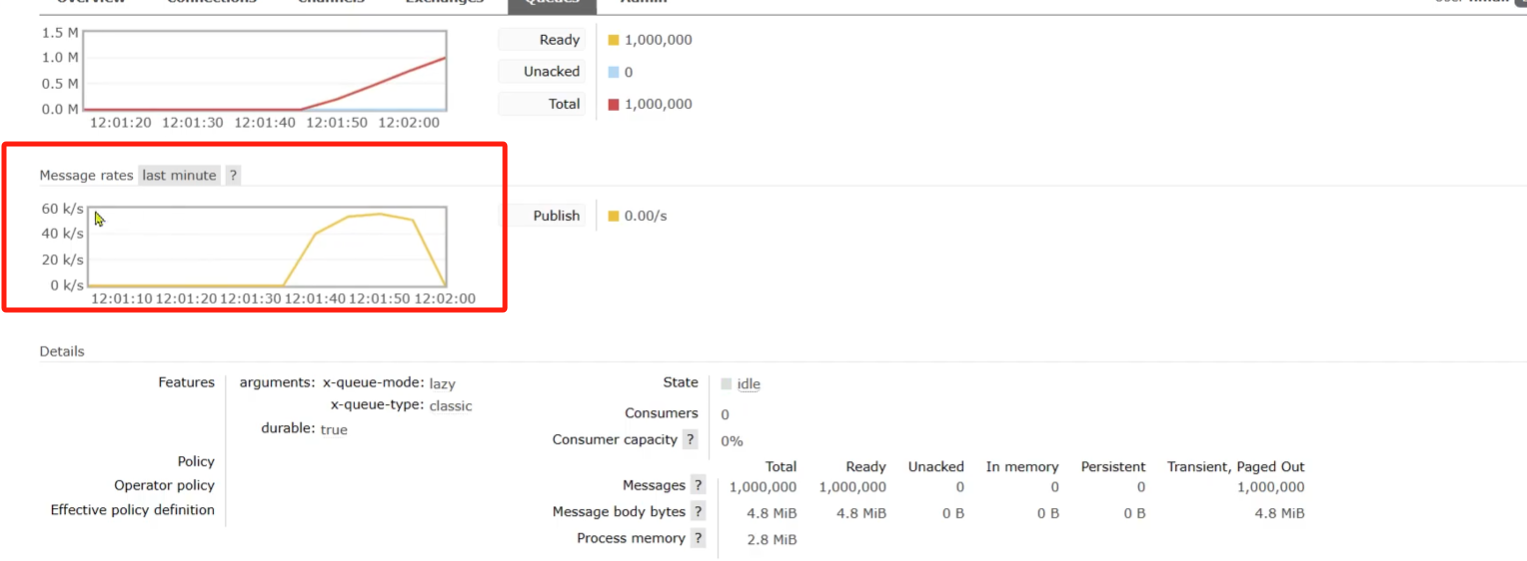 Overview Connections Channels Exchanges Queues Admin
1.5 M
1.0 M
0.5 M
0.0 M
12:01:20 12:01:30 12:01:40 12:01:50 12:02:00
Ready 1,000,000
Unacked 0
Total 1,000,000
Message rates last minute ?
60 k/s
40 k/s
20 k/s
0 k/s
12:01:10 12:01:20 12:01:30 12:01:40 12:01:50 12:02:00
Publish 0.00/s
Details
Features arguments: x-queue-mode: lazy
x-queue-type: classic
durable: true
Policy
Operator policy
Effective policy definition
State idle
Consumers 0
Consumer capacity ? 0%
Total Ready Unacked In memory Persistent Transient, Paged Out
Messages ? 1,000,000 1,000,000 0 0 0 1,000,000
Message body bytes ? 4.8 MiB 4.8 MiB 0 B 0 B 0 B 4.8 MiB
Process memory ? 2.8 MiB